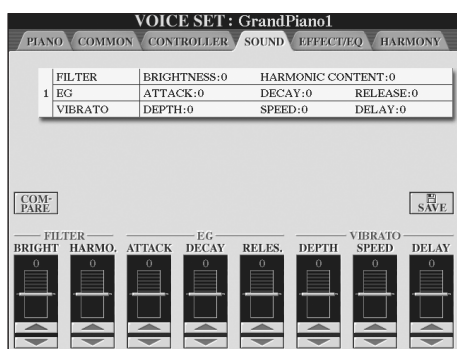 VOICE SET : GrandPiano1
PIANO COMMON CONTROLLER SOUND EFFECT/EQ HARMONY
FILTER BRIGHTNESS:0 HARMONIC CONTENT:0
1 EG ATTACK:0 DECAY:0 RELEASE:0
VIBRATO DEPTH:0 SPEED:0 DELAY:0
COM-
PARE
SAVE
FILTER EG VIBRATO
BRIGHT HARMO. ATTACK DECAY RELES. DEPTH SPEED DELAY
0 0 0 0 0 0 0 0